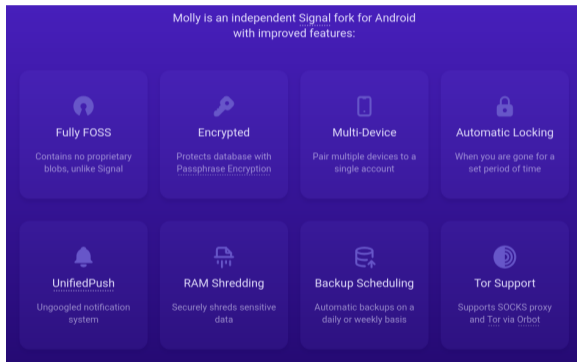 Molly is an independent Signal fork for Android
with improved features:
Fully FOSS
Contains no proprietary
blobs, unlike Signal
Encrypted
Protects database with
Passphrase Encryption
Multi-Device
Pair multiple devices to a
single account
Automatic Locking
When you are gone for a
set period of time
UnifiedPush
Ungoogled notification
system
RAM Shredding
Securely shreds sensitive
data
Backup Scheduling
Automatic backups on a
daily or weekly basis
Tor Support
Supports SOCKS proxy
and Tor via Orbot